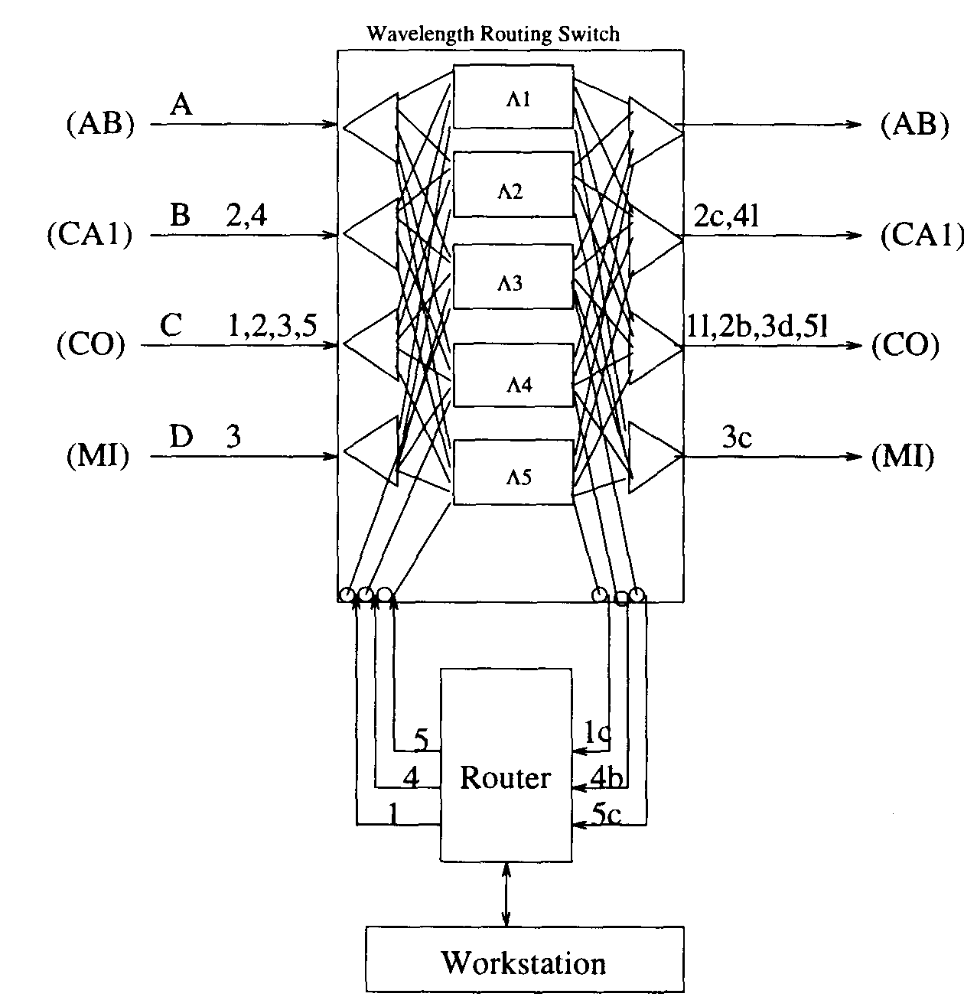 Wavelength Routing Switch
Λ1
(AB) A (AB)
Λ2
(CA1) B 2,4 2c,4l (CA1)
Λ3
(CO) C 1,2,3,5 1l,2b,3d,5l (CO)
Λ4
(MI) D 3 3c (MI)
Λ5
5 1c
4 Router 4b
1 5c
Workstation